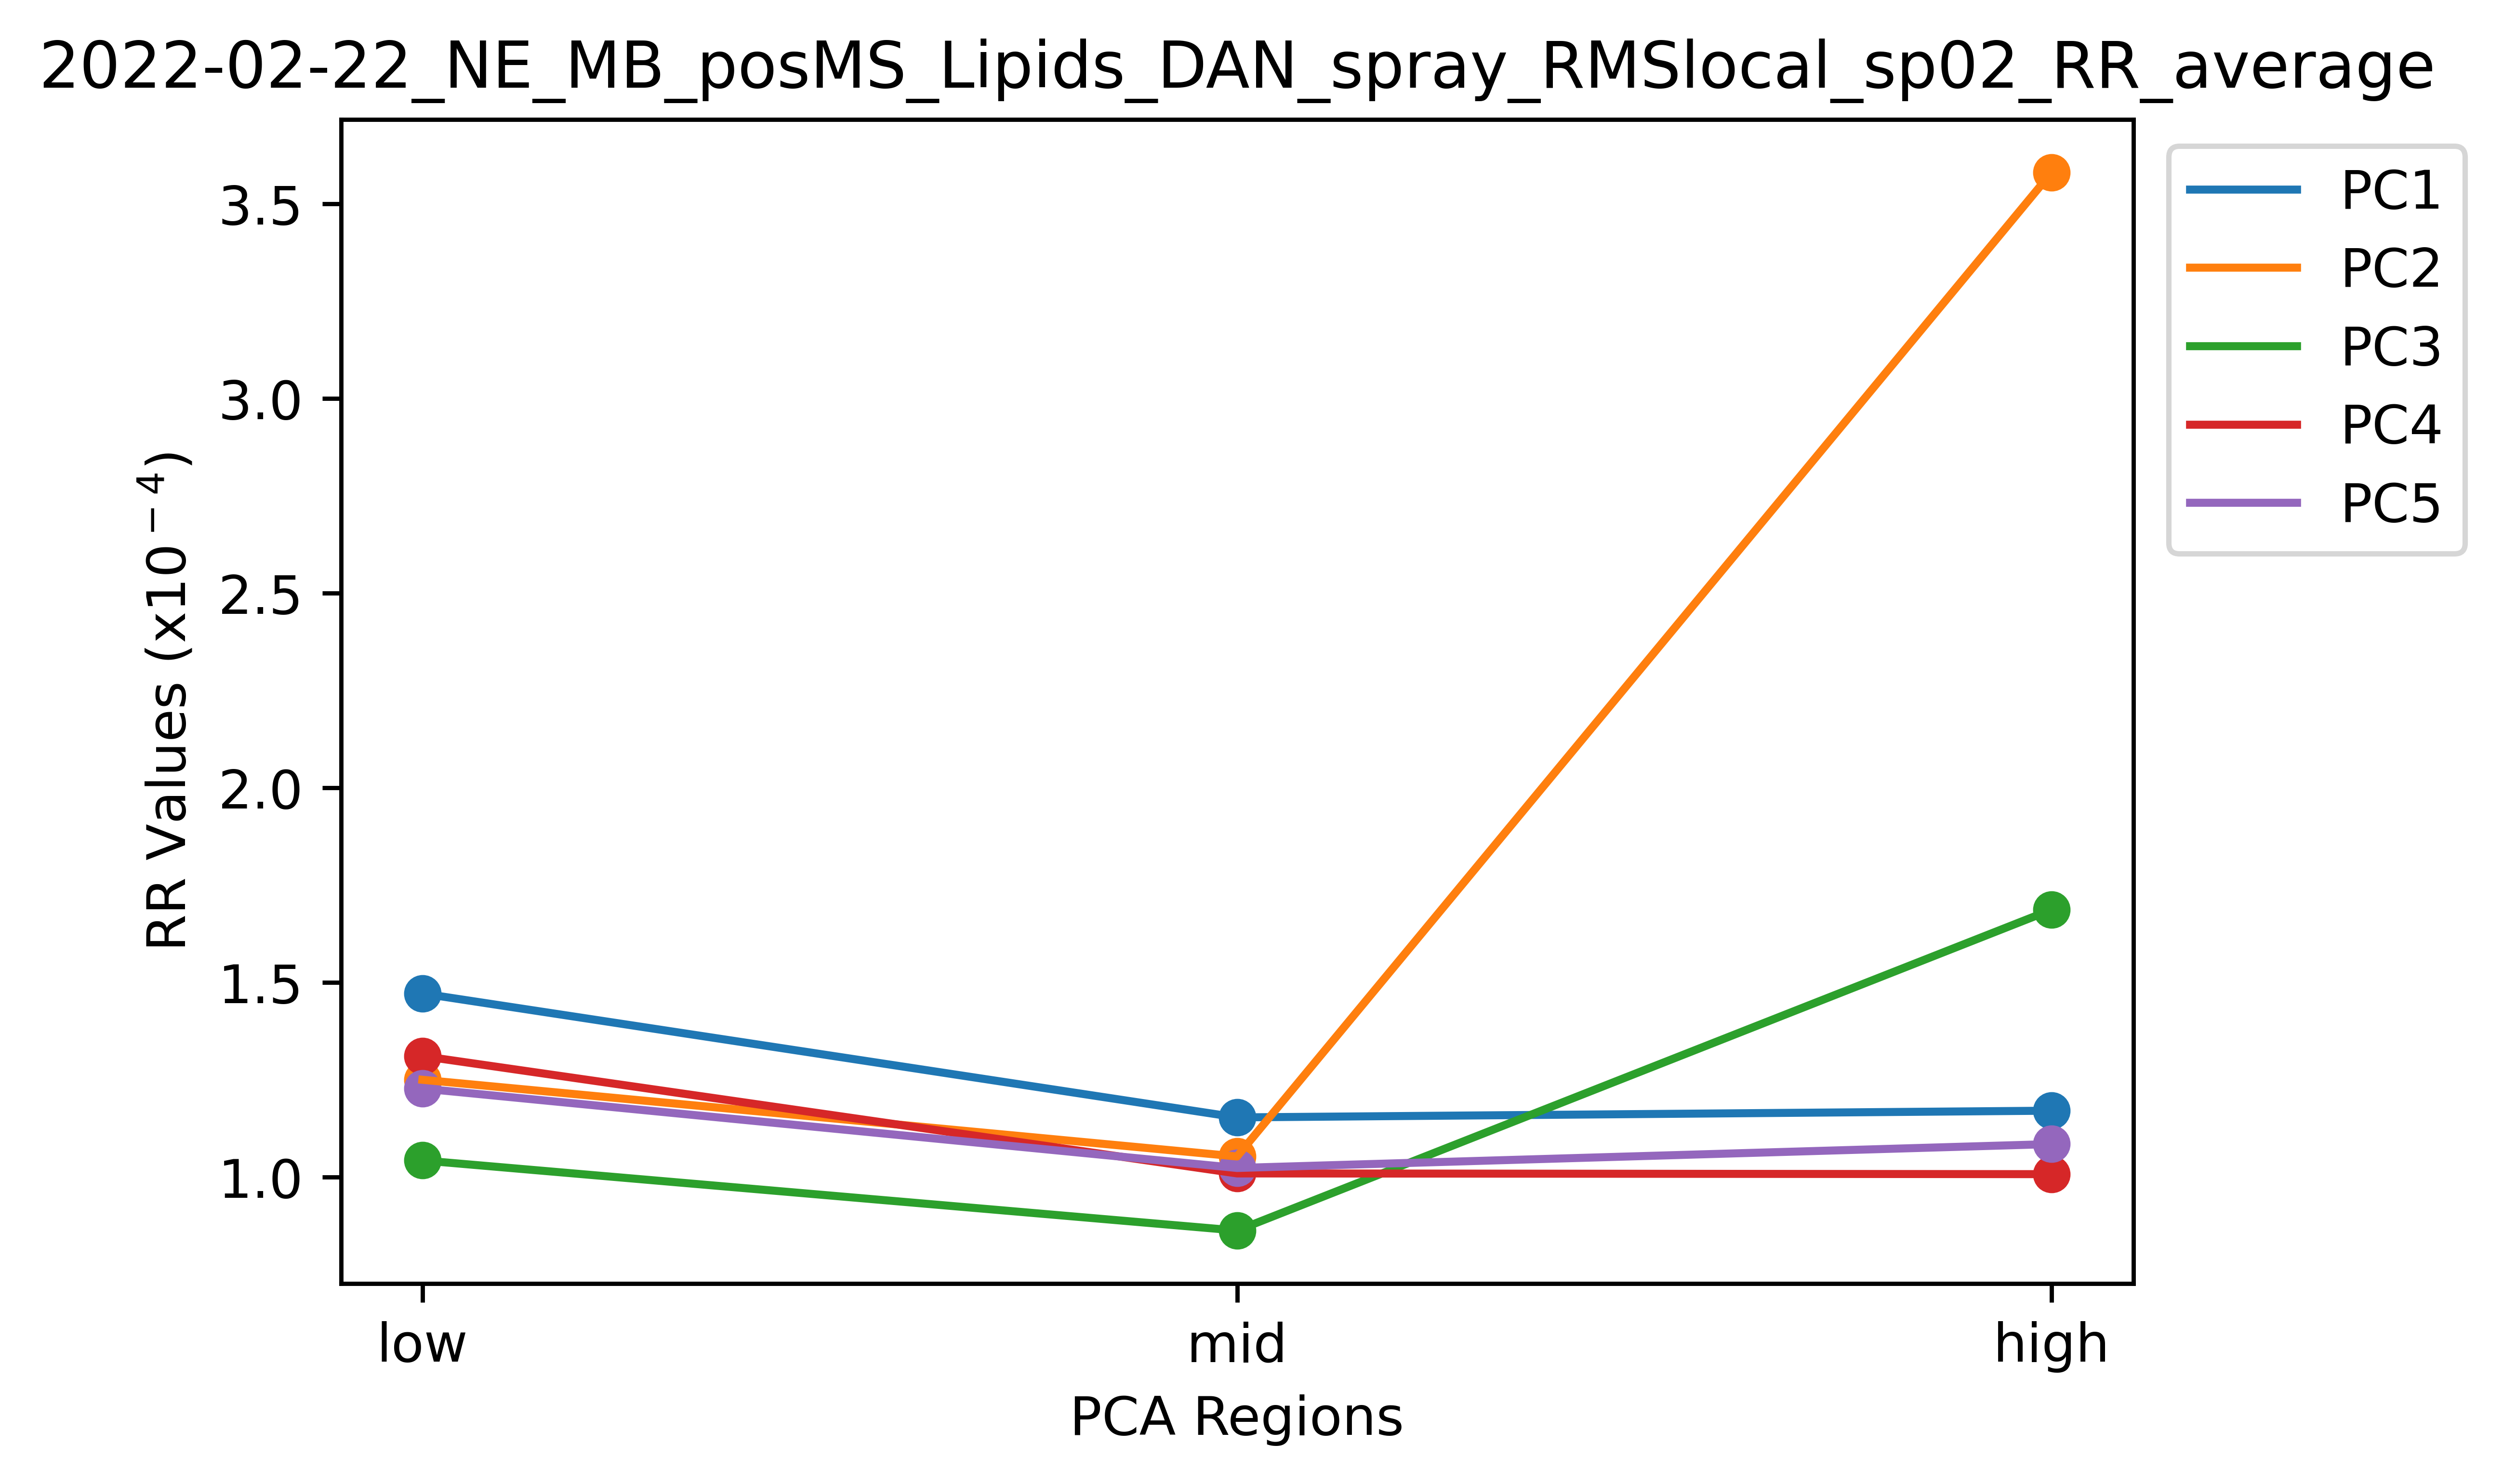 2022-02-22_NE_MB_posMS_Lipids_DAN_spray_RMSlocal_sp02_RR_average
RR Values (x10⁻⁴)
3.5
3.0
2.5
2.0
1.5
1.0
low mid high
PCA Regions
PC1
PC2
PC3
PC4
PC5